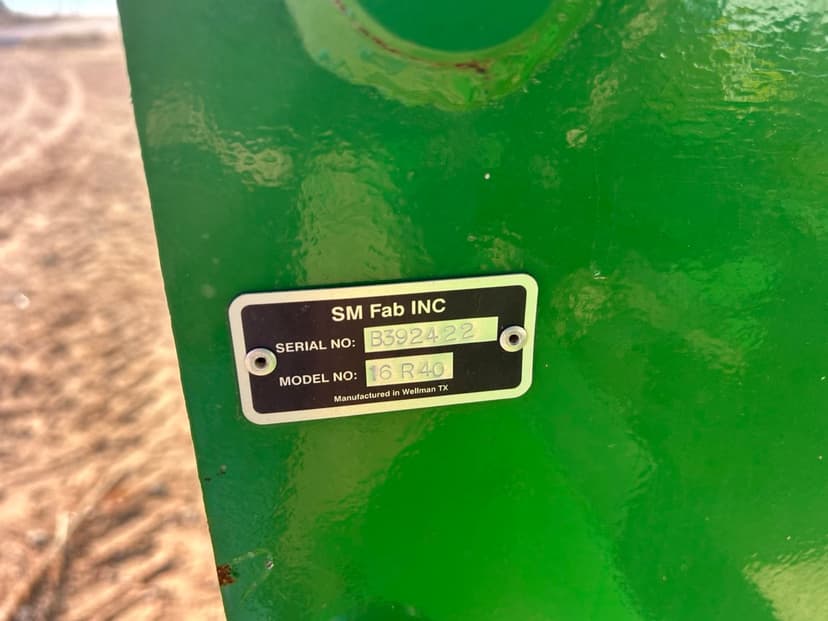 SM Fab INC
SERIAL NO: B392422
MODEL NO: 16 R40
Manufactured in Wellman TX